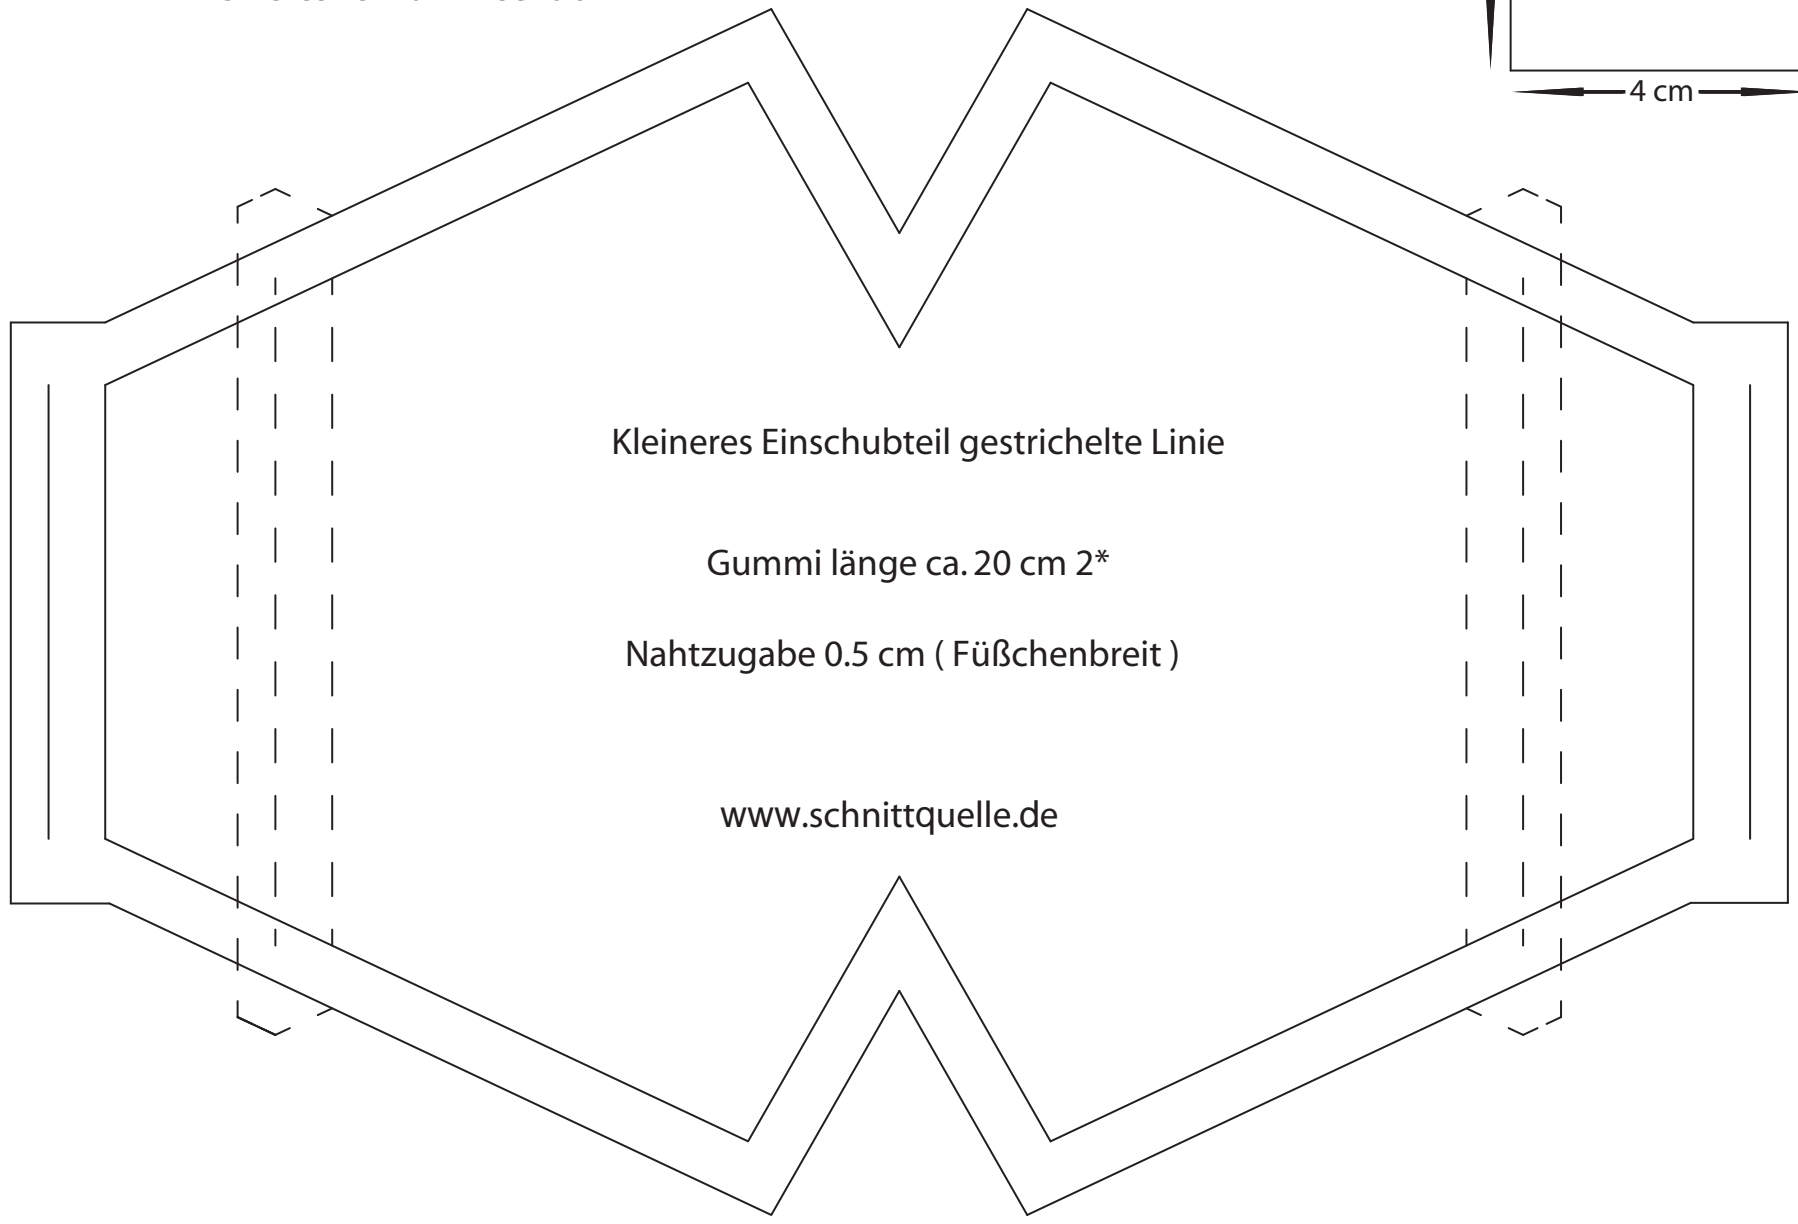 4 cm
Kleineres Einschubteil gestrichelte Linie
Gummi länge ca. 20 cm 2*
Nahtzugabe 0.5 cm ( Füßchenbreit )
www.schnittquelle.de